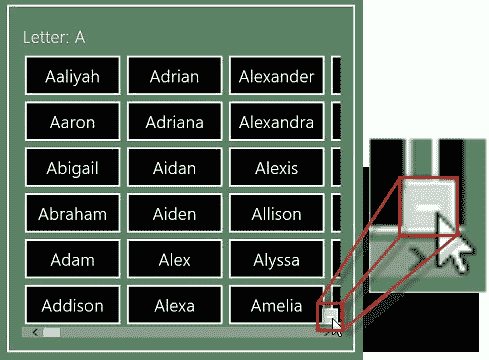 Letter: A
Aaliyah Adrian Alexander
Aaron Adriana Alexandra
Abigail Aidan Alexis
Abraham Aiden Allison
Adam Alex Alyssa
Addison Alexa Amelia